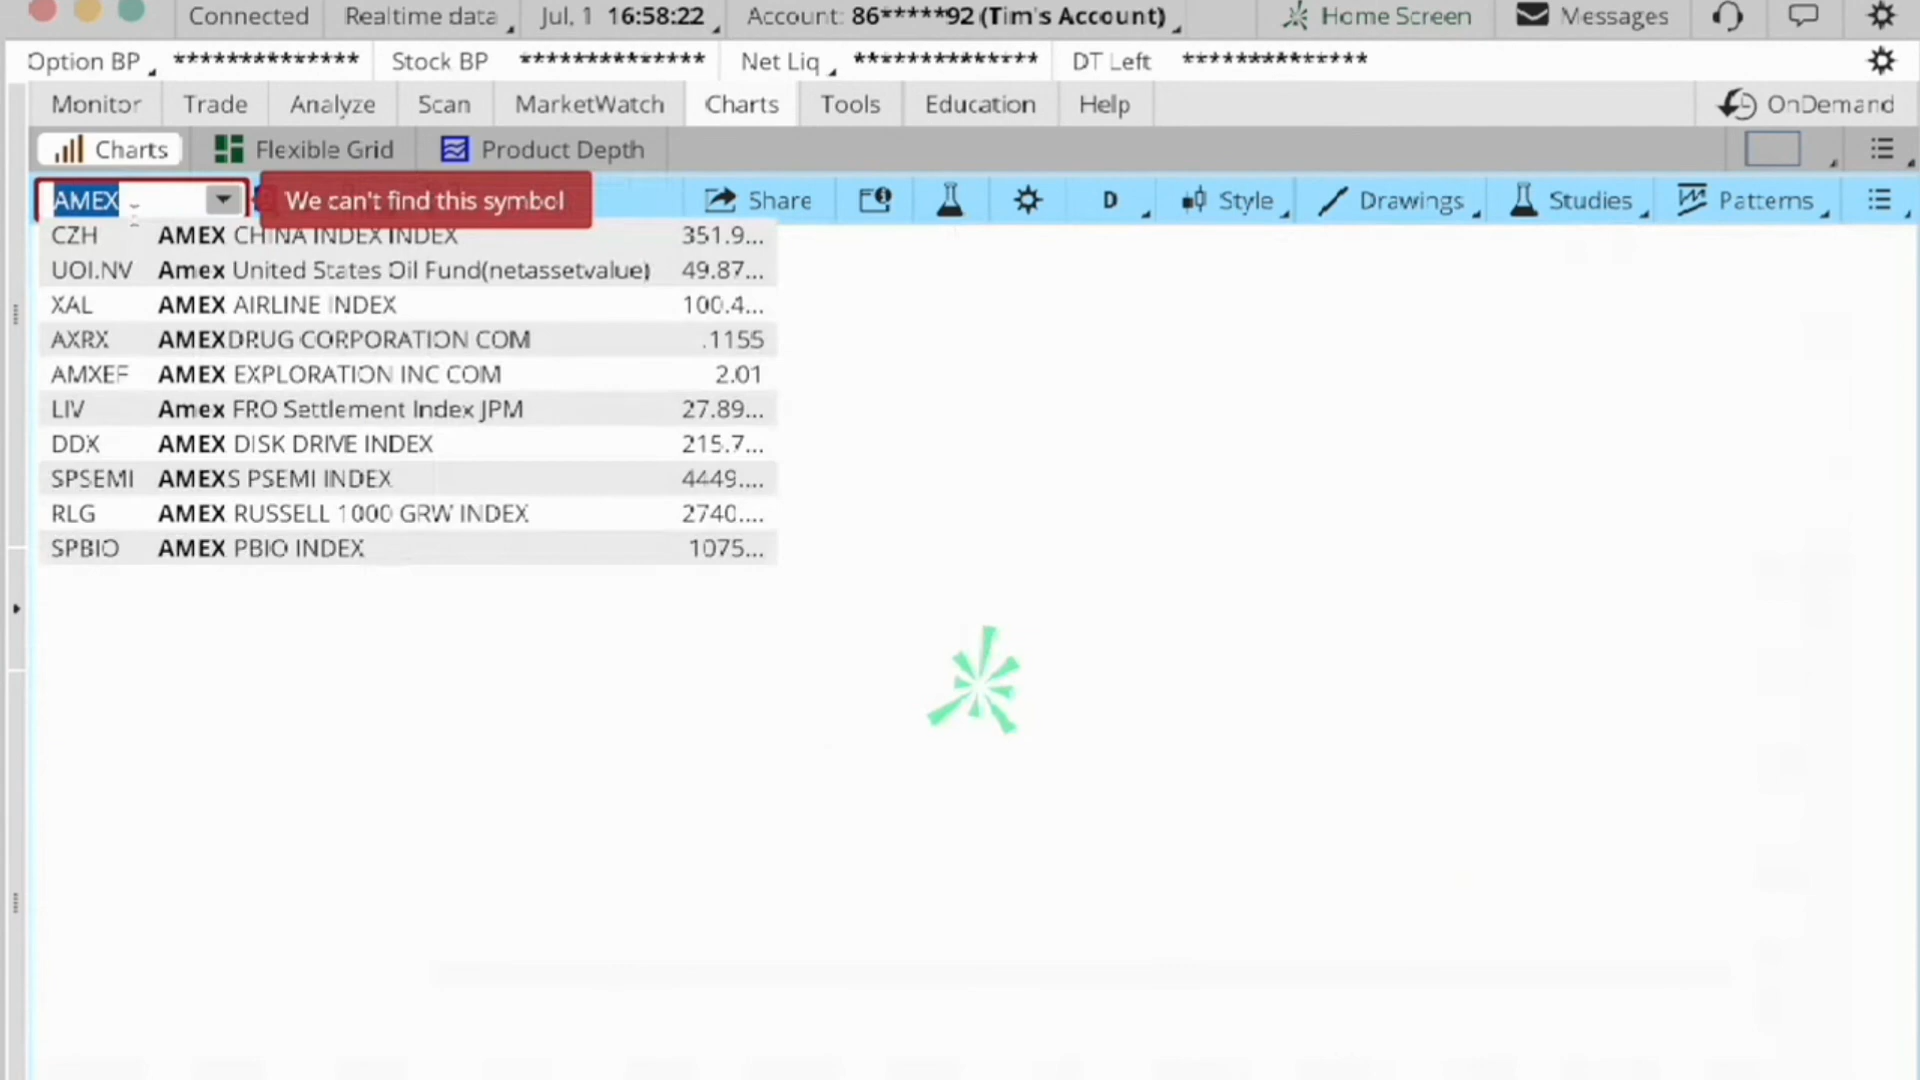 Connected Realtime data Jul, 1 16:58:22 Account: 86*****92 (Tim's Account) Home Screen Messages
Option BP ************** Stock BP ************** Net Liq ************** DT Left **************
Monitor Trade Analyze Scan MarketWatch Charts Tools Education Help OnDemand
Charts Flexible Grid Product Depth
AMEX We can't find this symbol Share D Style Drawings Studies Patterns
CZH AMEX CHINA INDEX INDEX 351.9...
UOI.NV Amex United States Oil Fund(netassetvalue) 49.87...
XAL AMEX AIRLINE INDEX 100.4...
AXRX AMEXDRUG CORPORATION COM .1155
AMXEF AMEX EXPLORATION INC COM 2.01
LIV Amex FRO Settlement Index JPM 27.89...
DDX AMEX DISK DRIVE INDEX 215.7...
SPSEMI AMEXS PSEMI INDEX 4449....
RLG AMEX RUSSELL 1000 GRW INDEX 2740....
SPBIO AMEX PBIO INDEX 1075...